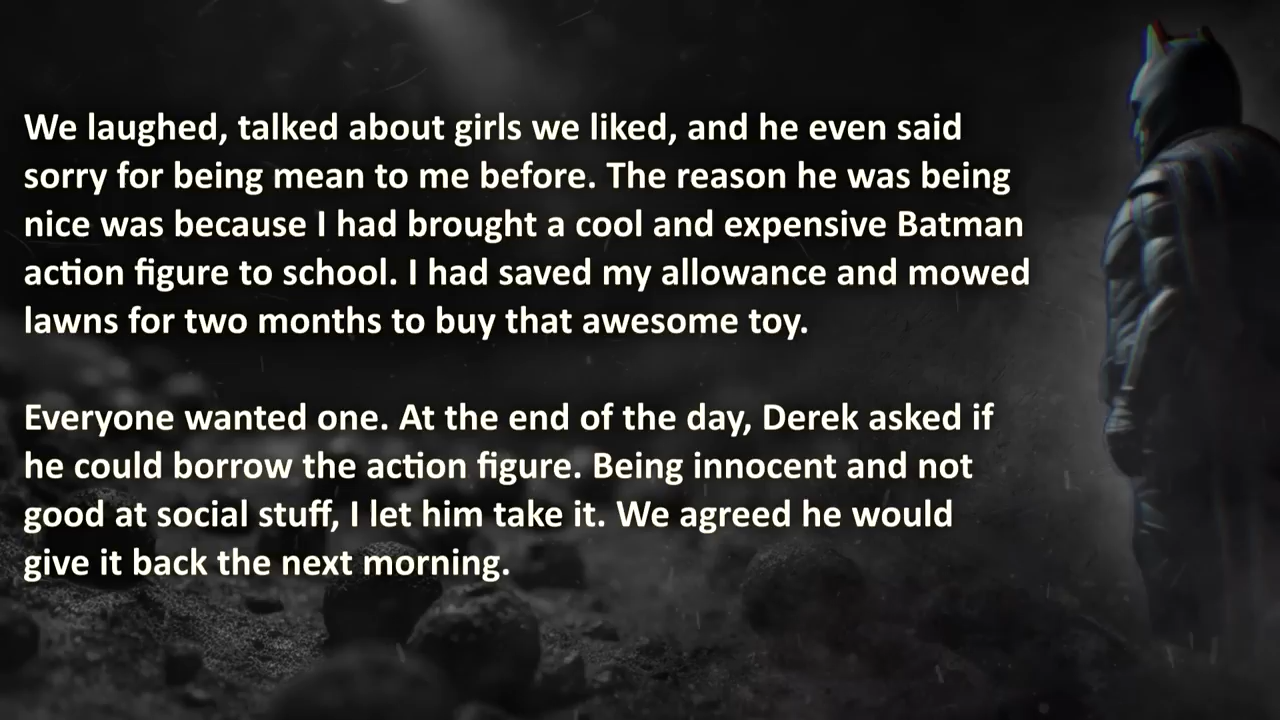 We laughed, talked about girls we liked, and he even said
sorry for being mean to me before. The reason he was being
nice was because I had brought a cool and expensive Batman
action figure to school. I had saved my allowance and mowed
lawns for two months to buy that awesome toy.
Everyone wanted one. At the end of the day, Derek asked if
he could borrow the action figure. Being innocent and not
good at social stuff, I let him take it. We agreed he would
give it back the next morning.